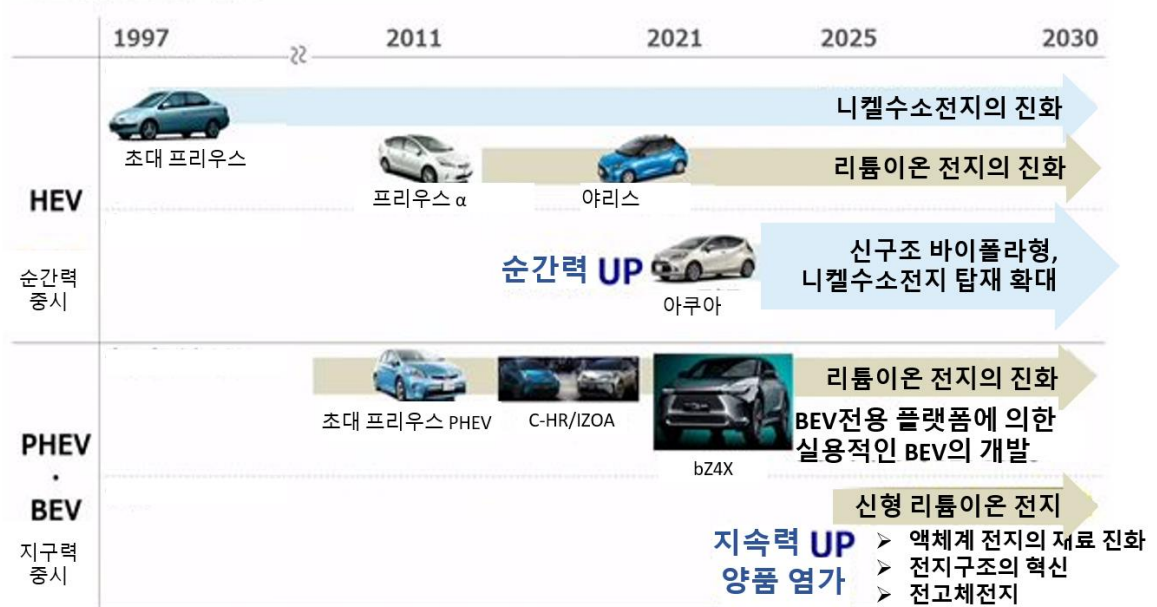 1997 2011 2021 2025 2030
니켈수소전지의 진화
초대 프리우스
리튬이온 전지의 진화
프리우스 α
야리스
HEV
순간력
중시
순간력 UP
신구조 바이폴라형,
니켈수소전지 탑재 확대
아쿠아
리튬이온 전지의 진화
초대 프리우스 PHEV
C-HR/IZOA
bZ4X
BEV전용 플랫폼에 의한
실용적인 BEV의 개발
PHEV
·
BEV
지구력
중시
신형 리튬이온 전지
지속력 UP
양품 염가
➢ 액체계 전지의 재료 진화
➢ 전지구조의 혁신
➢ 전고체전지